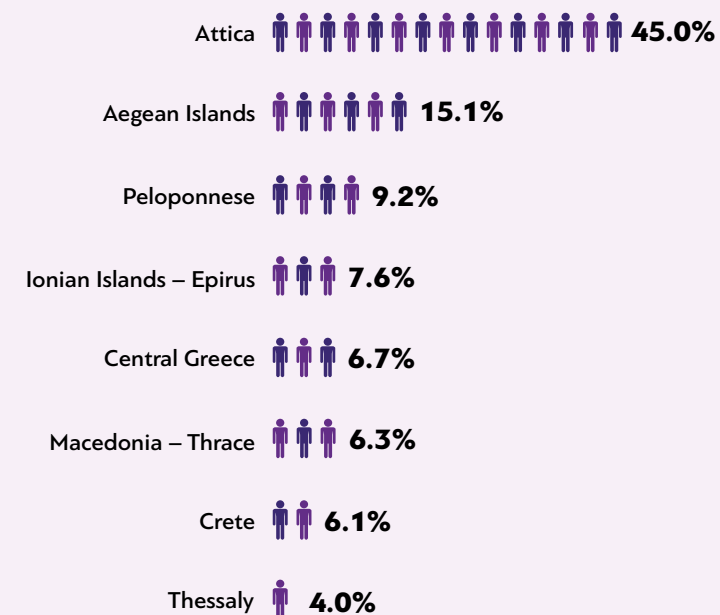 Attica 45.0%
Aegean Islands 15.1%
Peloponnese 9.2%
Ionian Islands – Epirus 7.6%
Central Greece 6.7%
Macedonia – Thrace 6.3%
Crete 6.1%
Thessaly 4.0%